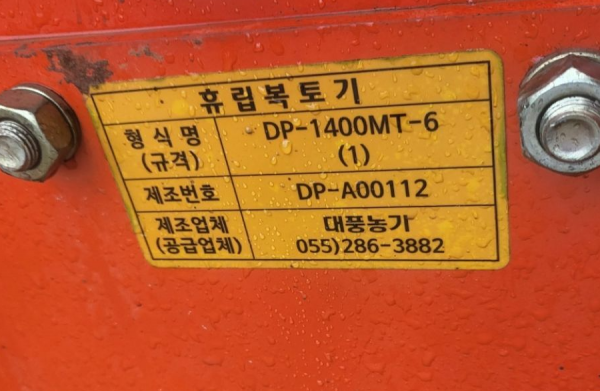 휴립복토기
형식명 DP-1400MT-6
(규격) (1)
제조번호 DP-A00112
제조업체 대풍농기
(공급업체) 055)286-3882